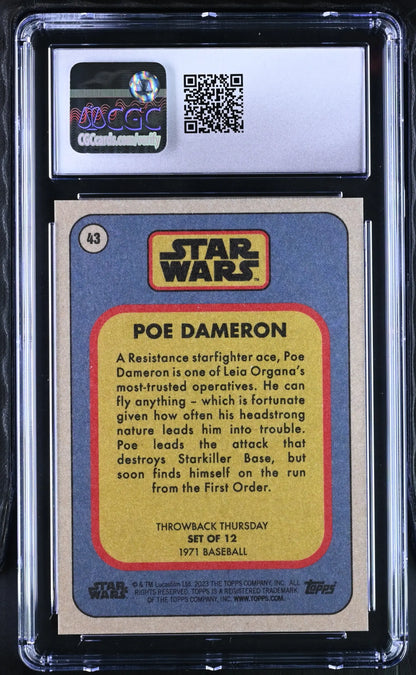 CGC
CGCcards.com/verify
43
STAR
WARS™
POE DAMERON
A Resistance starfighter ace, Poe
Dameron is one of Leia Organa's
most-trusted operatives. He can
fly anything – which is fortunate
given how often his headstrong
nature leads him into trouble.
Poe leads the attack that
destroys Starkiller Base, but
soon finds himself on the run
from the First Order.
THROWBACK THURSDAY
SET OF 12
1971 BASEBALL
STAR
WARS
© & TM Lucasfilm Ltd. 2023 THE TOPPS COMPANY, INC. ALL
RIGHTS RESERVED. TOPPS IS A REGISTERED TRADEMARK
OF THE TOPPS COMPANY, INC. WWW.TOPPS.COM.
Topps